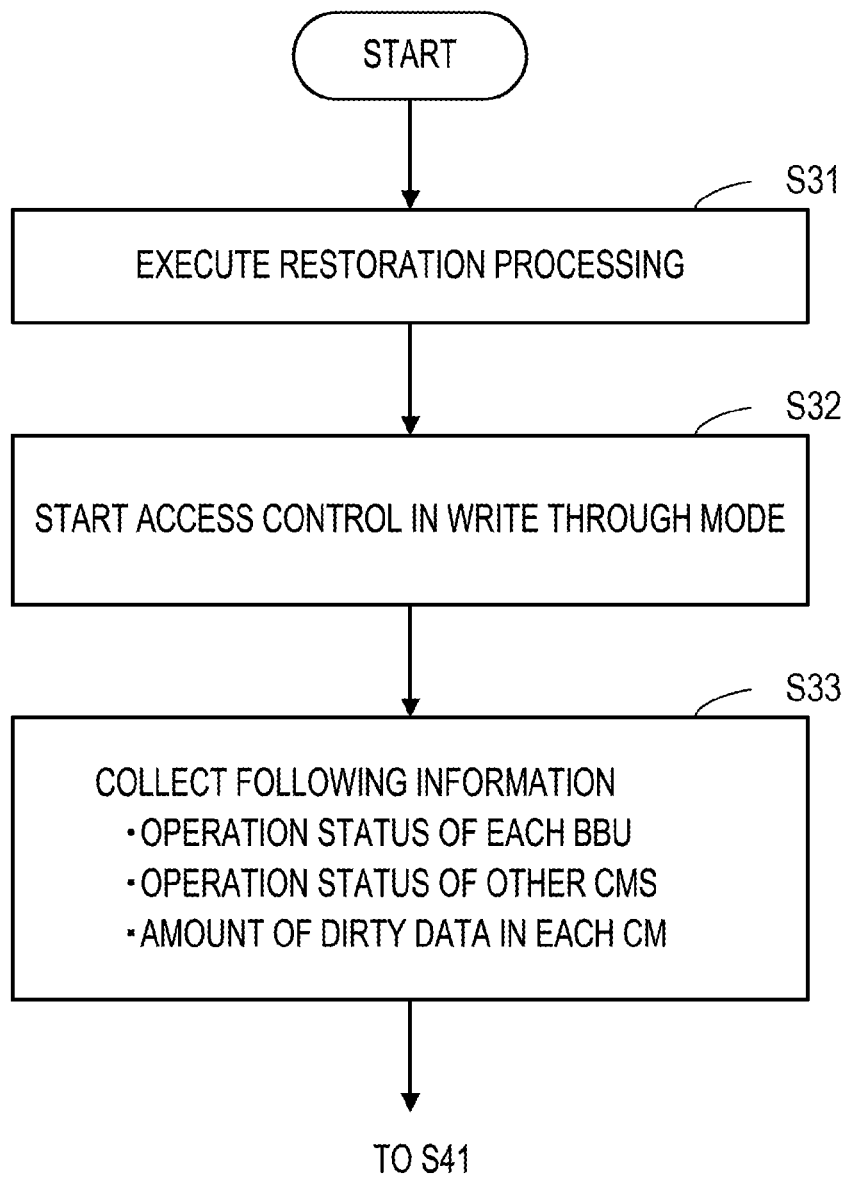 START
S31
EXECUTE RESTORATION PROCESSING
S32
START ACCESS CONTROL IN WRITE THROUGH MODE
S33
COLLECT FOLLOWING INFORMATION
・OPERATION STATUS OF EACH BBU
・OPERATION STATUS OF OTHER CMS
・AMOUNT OF DIRTY DATA IN EACH CM
TO S41